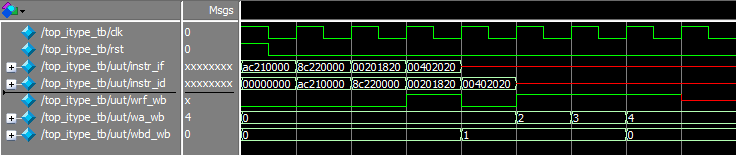 Msgs
/top_itype_tb/clk 0
/top_itype_tb/rst 0
/top_itype_tb/uut/instr_if xxxxxxxx ac210000 8c220000 00201820 00402020
/top_itype_tb/uut/instr_id xxxxxxxx 00000000 ac210000 8c220000 00201820 00402020
/top_itype_tb/uut/wrf_wb x
/top_itype_tb/uut/wa_wb 4 0 2 3 4
/top_itype_tb/uut/wbd_wb 0 0 1 0